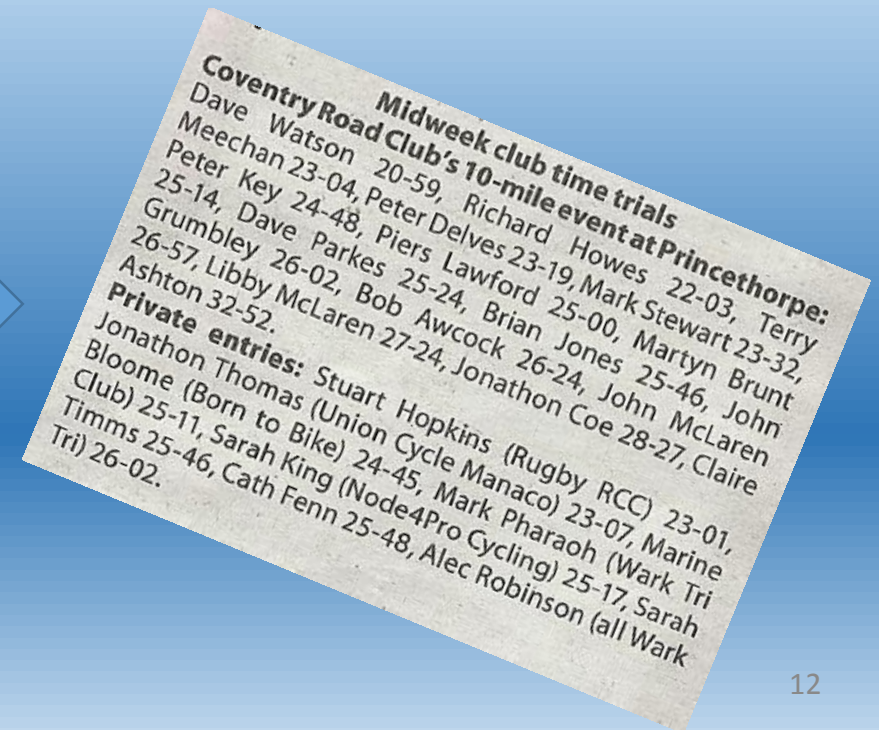 Midweek club time trials
Coventry Road Club's 10-mile event at Princethorpe:
Dave Watson 20-59, Richard Howes 22-03, Terry
Meechan 23-04, Peter Delves 23-19, Mark Stewart 23-32,
Peter Key 24-48, Piers Lawford 25-00, Martyn Brunt
25-14, Dave Parkes 25-24, Brian Jones 25-46, John
Grumbley 26-02, Bob Awcock 26-24, John McLaren
26-57, Libby McLaren 27-24, Jonathon Coe 28-27, Claire
Ashton 32-52.
Private entries: Stuart Hopkins (Rugby RCC) 23-01,
Jonathon Thomas (Union Cycle Manaco) 23-07, Marine
Bloome (Born to Bike) 24-45, Mark Pharaoh (Wark Tri
Club) 25-11, Sarah King (Node4Pro Cycling) 25-17, Sarah
Timms 25-46, Cath Fenn 25-48, Alec Robinson (all Wark
Tri) 26-02.
12